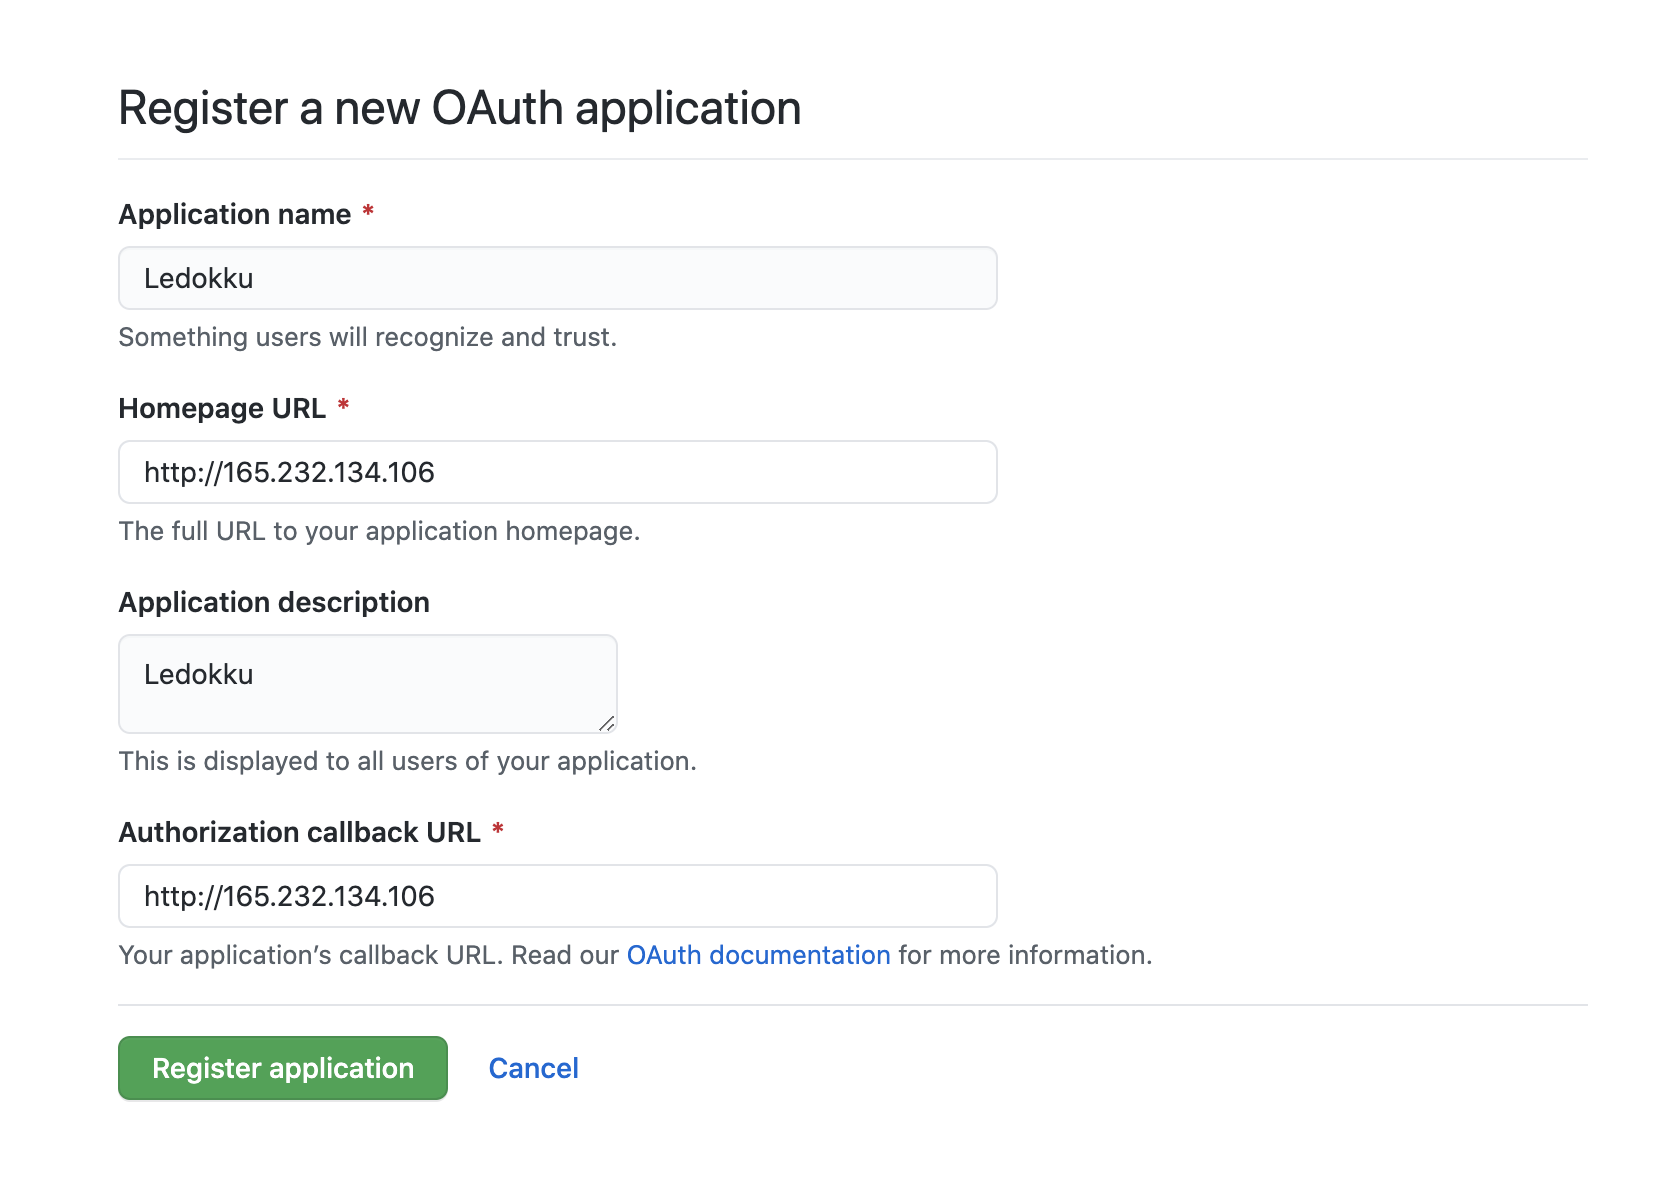 Register a new OAuth application
Application name *
Ledokku
Something users will recognize and trust.
Homepage URL *
http://165.232.134.106
The full URL to your application homepage.
Application description
Ledokku
This is displayed to all users of your application.
Authorization callback URL *
http://165.232.134.106
Your application’s callback URL. Read our OAuth documentation for more information.
Register application Cancel